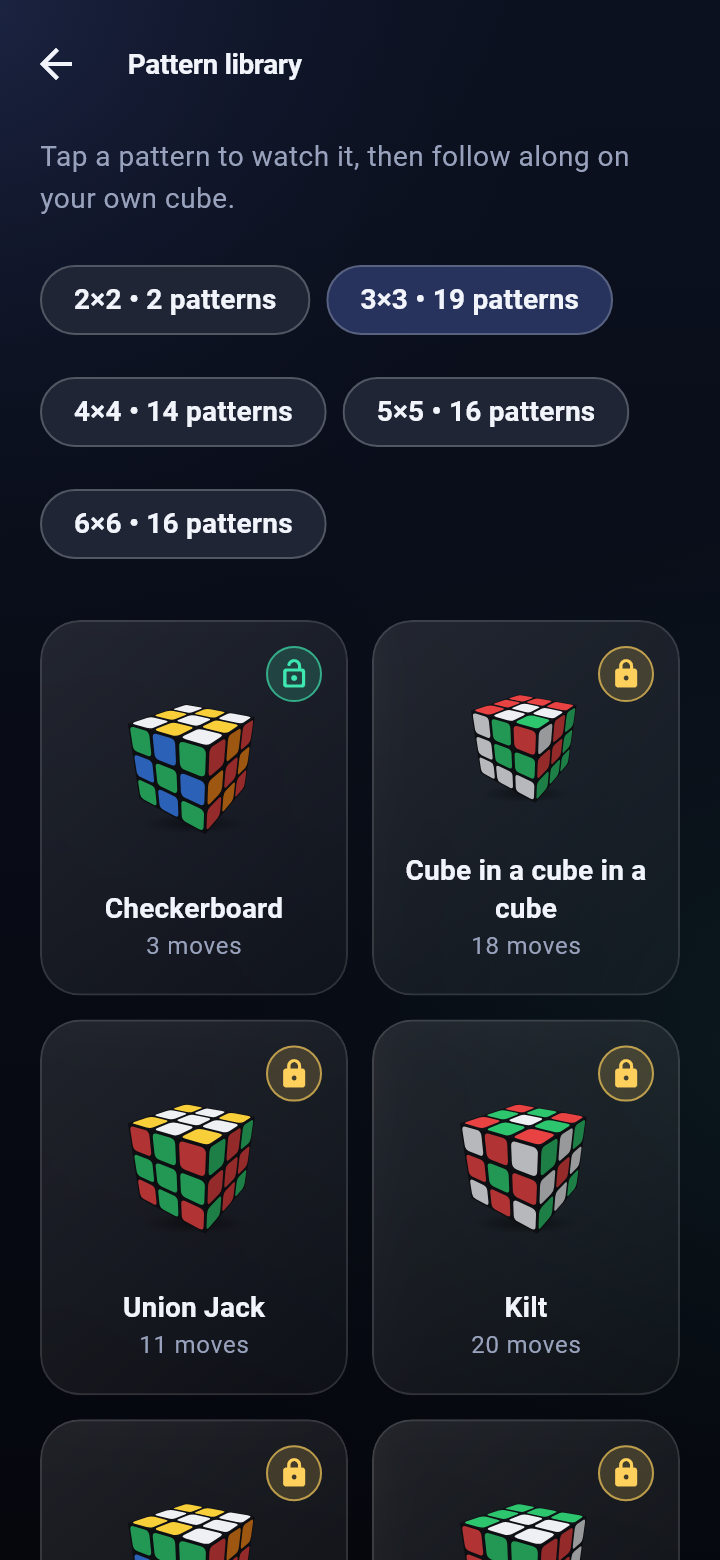 Pattern library
Tap a pattern to watch it, then follow along on
your own cube.
2×2 • 2 patterns
3×3 • 19 patterns
4×4 • 14 patterns
5×5 • 16 patterns
6×6 • 16 patterns
Checkerboard
3 moves
Cube in a cube in a
cube
18 moves
Union Jack
11 moves
Kilt
20 moves